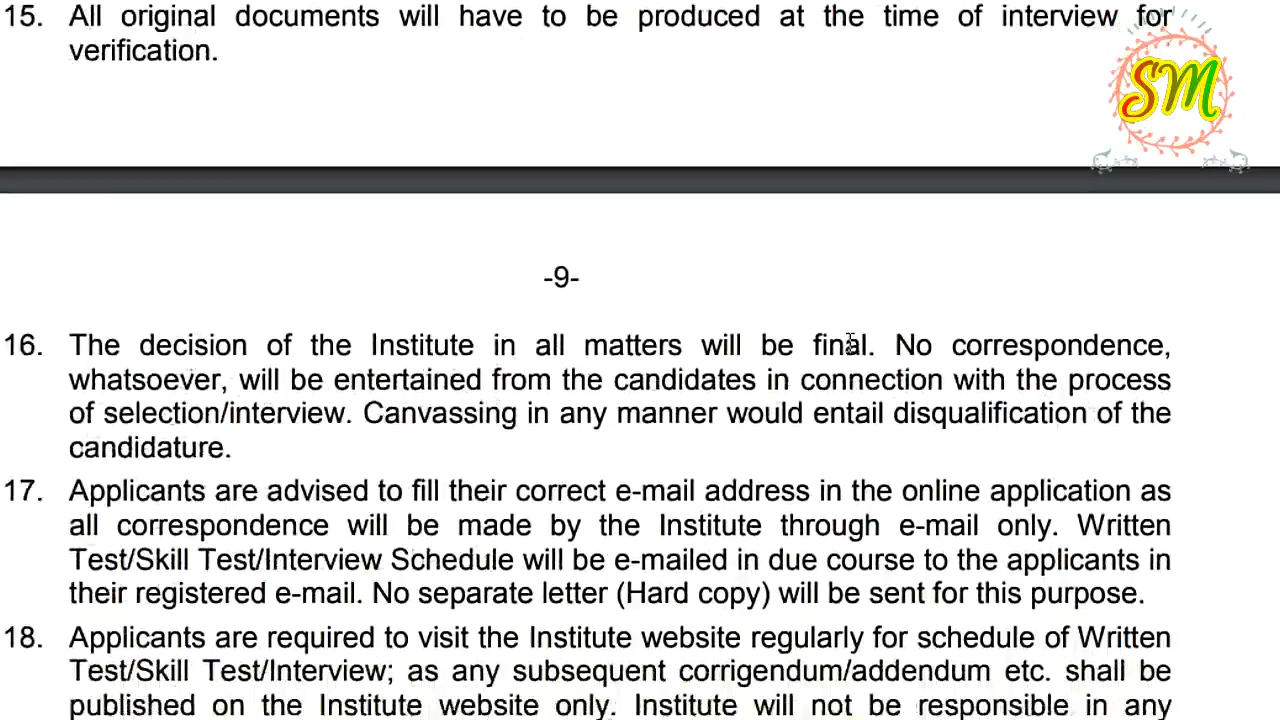 15. All original documents will have to be produced at the time of interview for
verification.
SM
-9-
16. The decision of the Institute in all matters will be final. No correspondence,
whatsoever, will be entertained from the candidates in connection with the process
of selection/interview. Canvassing in any manner would entail disqualification of the
candidature.
17. Applicants are advised to fill their correct e-mail address in the online application as
all correspondence will be made by the Institute through e-mail only. Written
Test/Skill Test/Interview Schedule will be e-mailed in due course to the applicants in
their registered e-mail. No separate letter (Hard copy) will be sent for this purpose.
18. Applicants are required to visit the Institute website regularly for schedule of Written
Test/Skill Test/Interview; as any subsequent corrigendum/addendum etc. shall be
published on the Institute website only. Institute will not be responsible in any